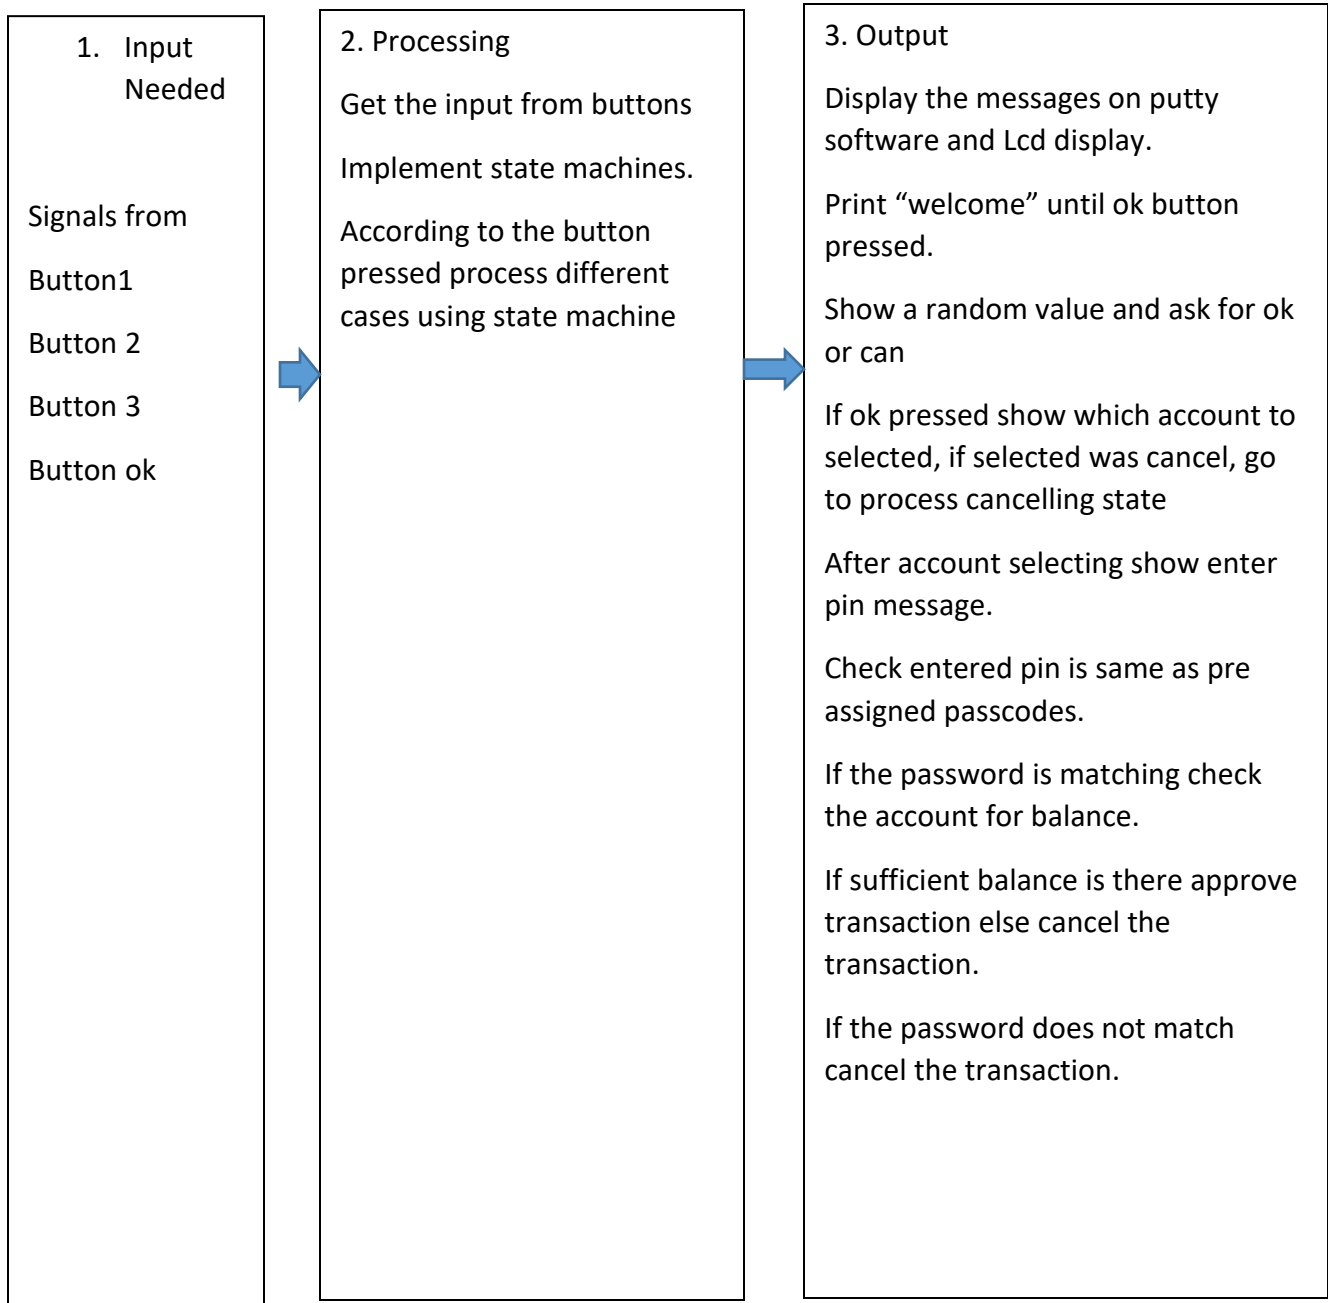 1. Input
Needed
Signals from
Button1
Button 2
Button 3
Button ok
2. Processing
Get the input from buttons
Implement state machines.
According to the button
pressed process different
cases using state machine
3. Output
Display the messages on putty
software and Lcd display.
Print “welcome” until ok button
pressed.
Show a random value and ask for ok
or can
If ok pressed show which account to
selected, if selected was cancel, go
to process cancelling state
After account selecting show enter
pin message.
Check entered pin is same as pre
assigned passcodes.
If the password is matching check
the account for balance.
If sufficient balance is there approve
transaction else cancel the
transaction.
If the password does not match
cancel the transaction.